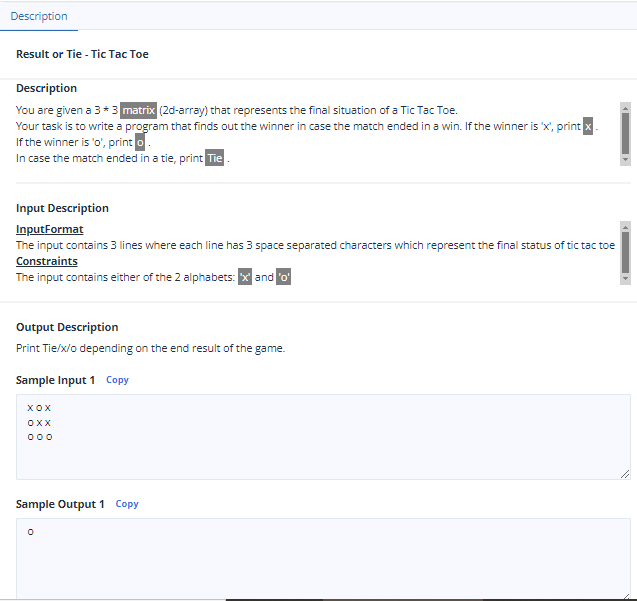 Description
Result or Tie - Tic Tac Toe
Description
You are given a 3 * 3 matrix (2d-array) that represents the final situation of a Tic Tac Toe.
Your task is to write a program that finds out the winner in case the match ended in a win. If the winner is 'x', print x .
If the winner is 'o', print o .
In case the match ended in a tie, print Tie .
Input Description
InputFormat
The input contains 3 lines where each line has 3 space separated characters which represent the final status of tic tac toe
Constraints
The input contains either of the 2 alphabets: 'x' and 'o'
Output Description
Print Tie/x/o depending on the end result of the game.
Sample Input 1 Copy
x o x
o x x
o o o
Sample Output 1 Copy
o